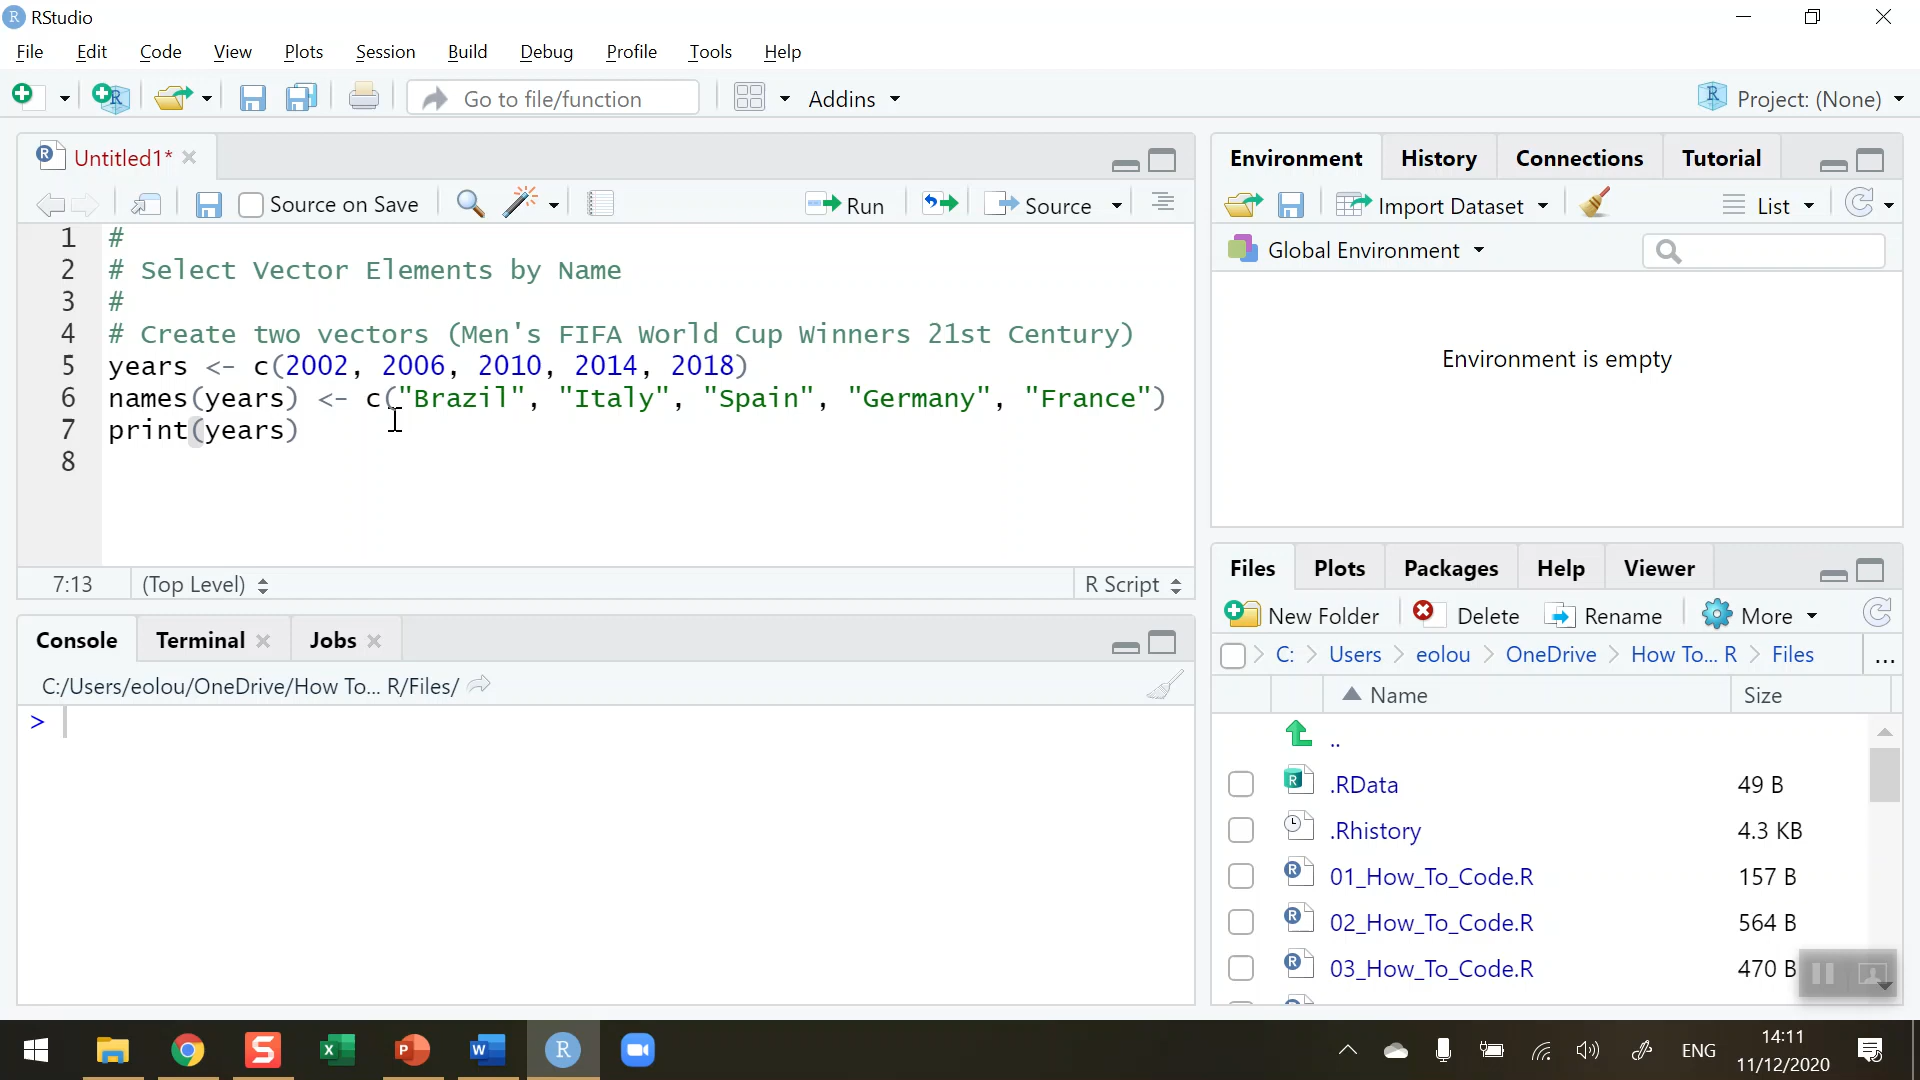 RStudio
File Edit Code View Plots Session Build Debug Profile Tools Help
Go to file/function Addins Project: (None)
Untitled1*
Source on Save Run Source
1 #
2 # Select Vector Elements by Name
3 #
4 # Create two vectors (Men's FIFA World Cup Winners 21st Century)
5 years <- c(2002, 2006, 2010, 2014, 2018)
6 names(years) <- c("Brazil", "Italy", "Spain", "Germany", "France")
7 print(years)
8
7:13 (Top Level) R Script
Console Terminal Jobs
C:/Users/eolou/OneDrive/How To... R/Files/
>
Environment History Connections Tutorial
Import Dataset List
Global Environment
Environment is empty
Files Plots Packages Help Viewer
New Folder Delete Rename More
C: Users eolou OneDrive How To... R Files ...
Name Size
..
.RData 49 B
.Rhistory 4.3 KB
01_How_To_Code.R 157 B
02_How_To_Code.R 564 B
03_How_To_Code.R 470 B
ENG 14:11
11/12/2020